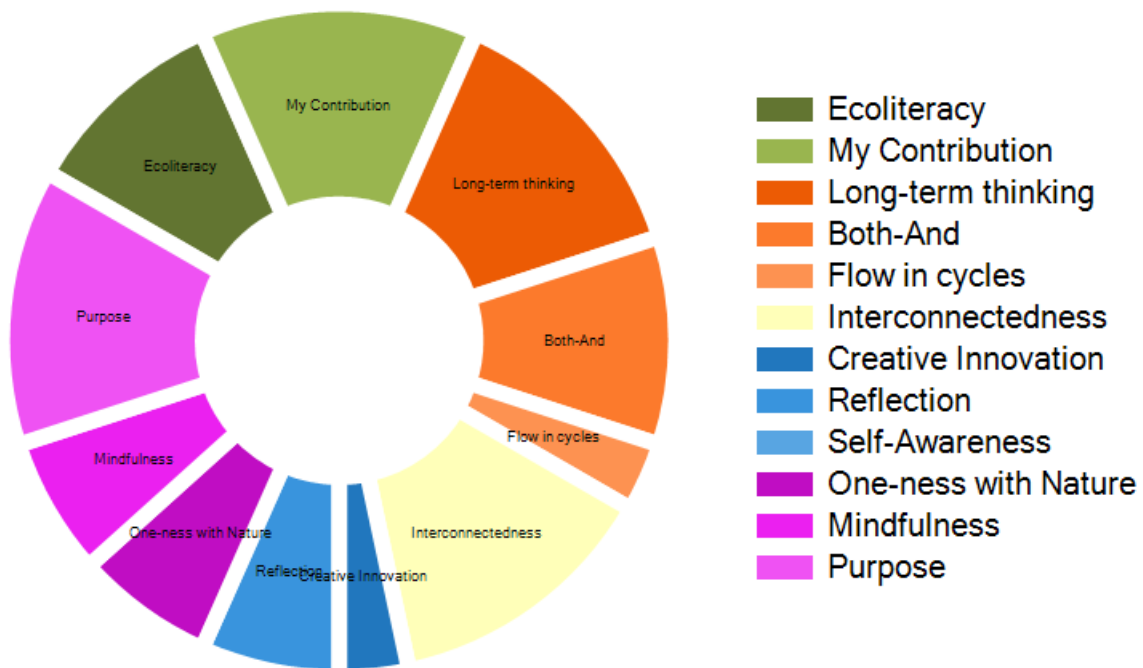 My Contribution
Ecoliteracy
Long-term thinking
Purpose
Both-And
Flow in cycles
Mindfulness
One-ness with Nature
Interconnectedness
Reflection
Creative Innovation
Ecoliteracy
My Contribution
Long-term thinking
Both-And
Flow in cycles
Interconnectedness
Creative Innovation
Reflection
Self-Awareness
One-ness with Nature
Mindfulness
Purpose